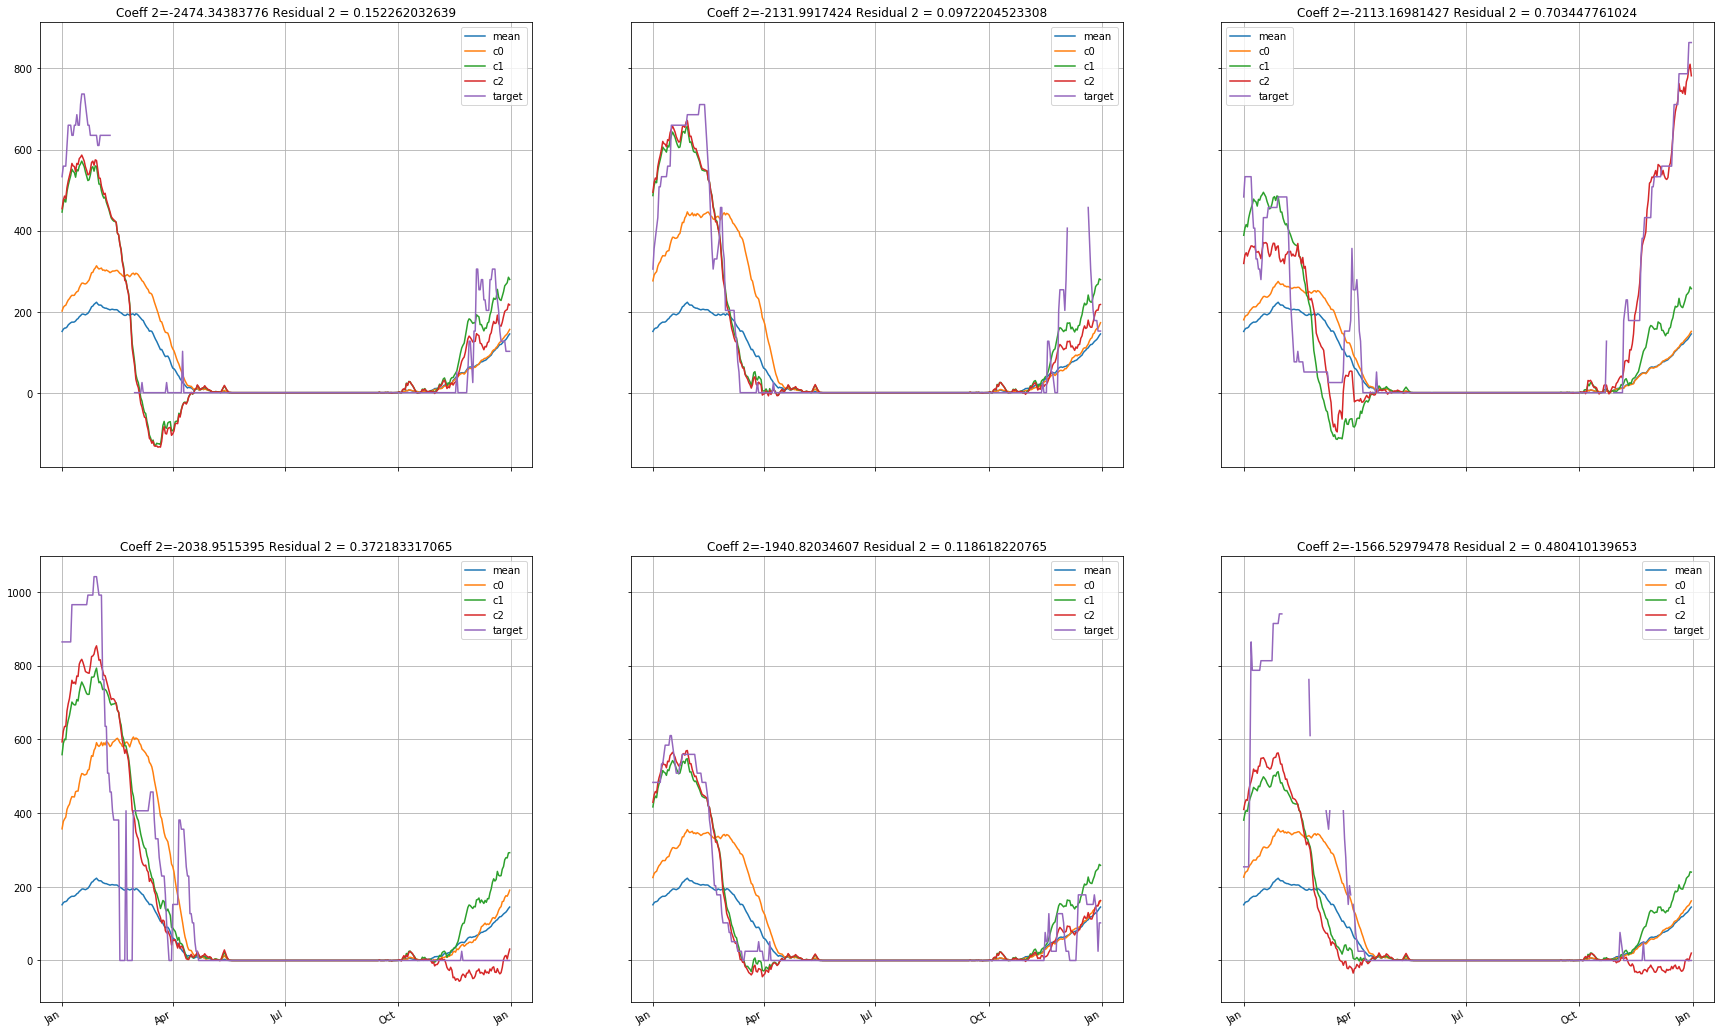 Coeff 2=-2474.34383776 Residual 2 = 0.152262032639
mean
c0
c1
c2
target
800
600
400
200
0
Coeff 2=-2131.9917424 Residual 2 = 0.0972204523308
mean
c0
c1
c2
target
Coeff 2=-2113.16981427 Residual 2 = 0.703447761024
mean
c0
c1
c2
target
Coeff 2=-2038.9515395 Residual 2 = 0.372183317065
mean
c0
c1
c2
target
1000
800
600
400
200
0
Jan
Apr
Jul
Oct
Jan
Coeff 2=-1940.82034607 Residual 2 = 0.118618220765
mean
c0
c1
c2
target
Jan
Apr
Jul
Oct
Jan
Coeff 2=-1566.52979478 Residual 2 = 0.480410139653
mean
c0
c1
c2
target
Jan
Apr
Jul
Oct
Jan